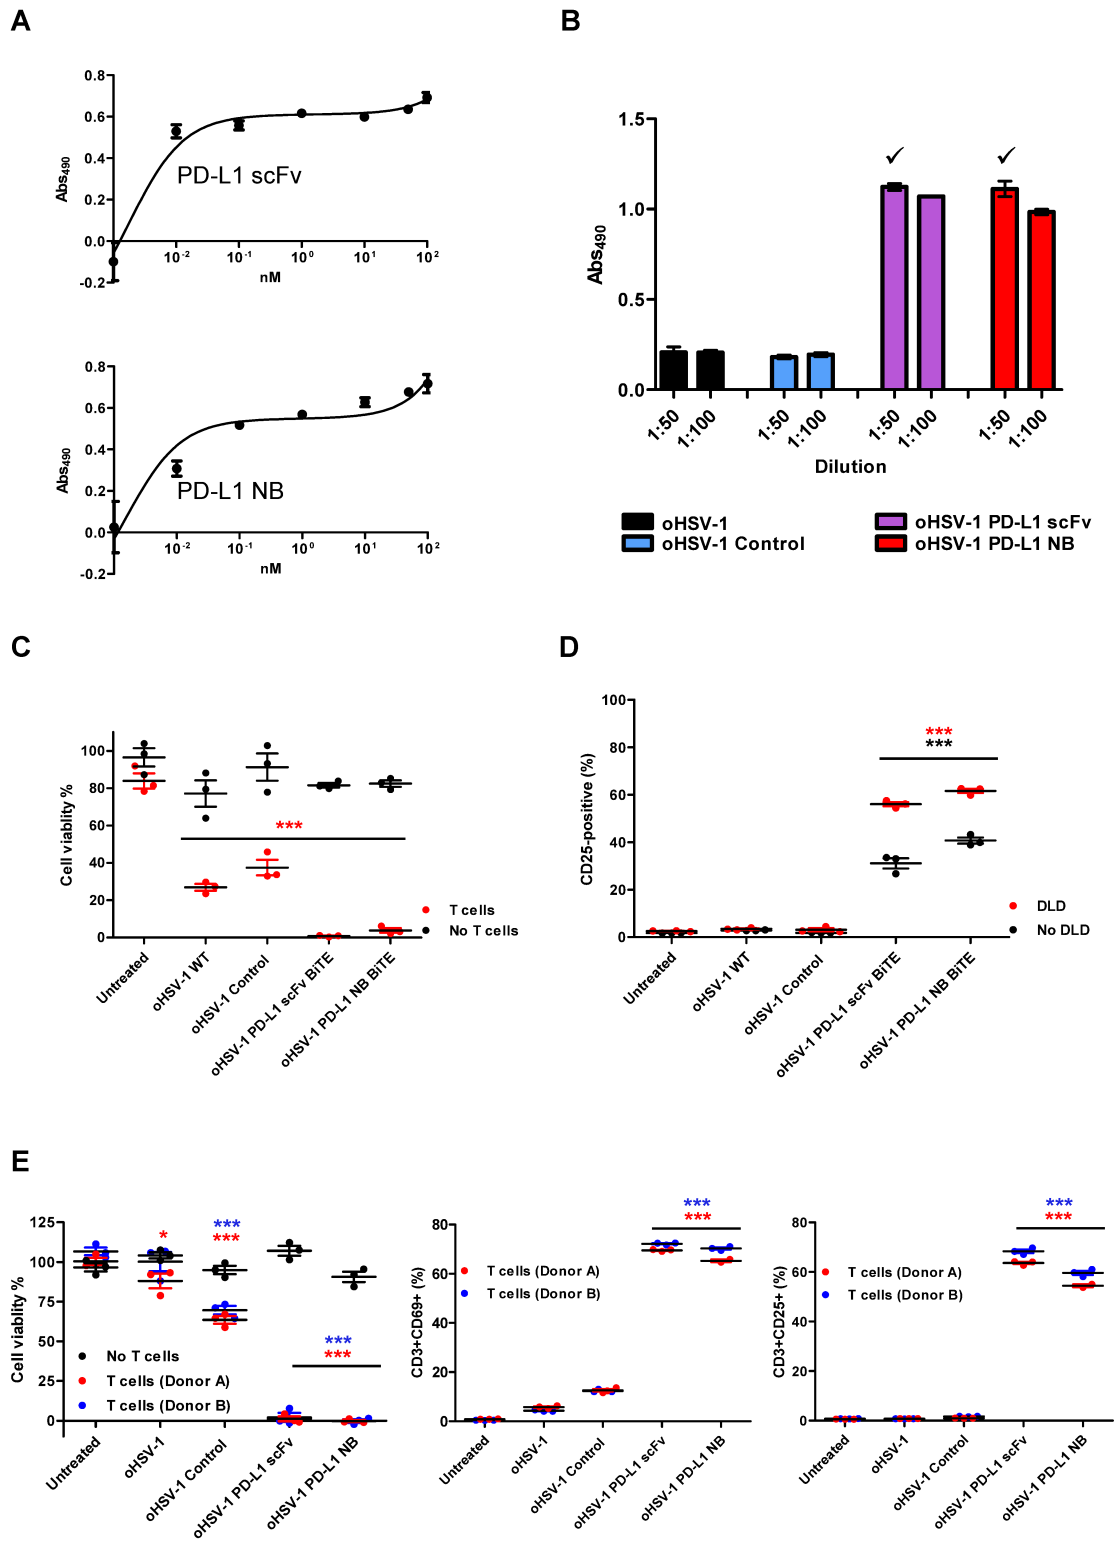 A
0.8
0.6
0.4
0.2
0.0
-0.2
Abs490
PD-L1 scFv
10-2
10-1
100
101
102
nM
0.8
0.6
0.4
0.2
0.0
-0.2
Abs490
PD-L1 NB
10-2
10-1
100
101
102
nM
B
1.5
1.0
0.5
0.0
Abs490
✓
✓
1:50
1:100
1:50
1:100
1:50
1:100
1:50
1:100
Dilution
oHSV-1
oHSV-1 Control
oHSV-1 PD-L1 scFv
oHSV-1 PD-L1 NB
C
100
80
60
40
20
0
Cell viablity %
***
T cells
No T cells
Untreated
oHSV-1 WT
oHSV-1 Control
oHSV-1 PD-L1 scFv BiTE
oHSV-1 PD-L1 NB BiTE
D
100
80
60
40
20
0
CD25-positive (%)
***
***
DLD
No DLD
Untreated
oHSV-1 WT
oHSV-1 Control
oHSV-1 PD-L1 scFv BiTE
oHSV-1 PD-L1 NB BiTE
E
125
100
75
50
25
0
Cell viablity %
*
***
***
***
***
No T cells
T cells (Donor A)
T cells (Donor B)
Untreated
oHSV-1
oHSV-1 Control
oHSV-1 PD-L1 scFv
oHSV-1 PD-L1 NB
80
60
40
20
0
CD3+CD69+ (%)
***
***
T cells (Donor A)
T cells (Donor B)
Untreated
oHSV-1
oHSV-1 Control
oHSV-1 PD-L1 scFv
oHSV-1 PD-L1 NB
80
60
40
20
0
CD3+CD25+ (%)
***
***
T cells (Donor A)
T cells (Donor B)
Untreated
oHSV-1
oHSV-1 Control
oHSV-1 PD-L1 scFv
oHSV-1 PD-L1 NB